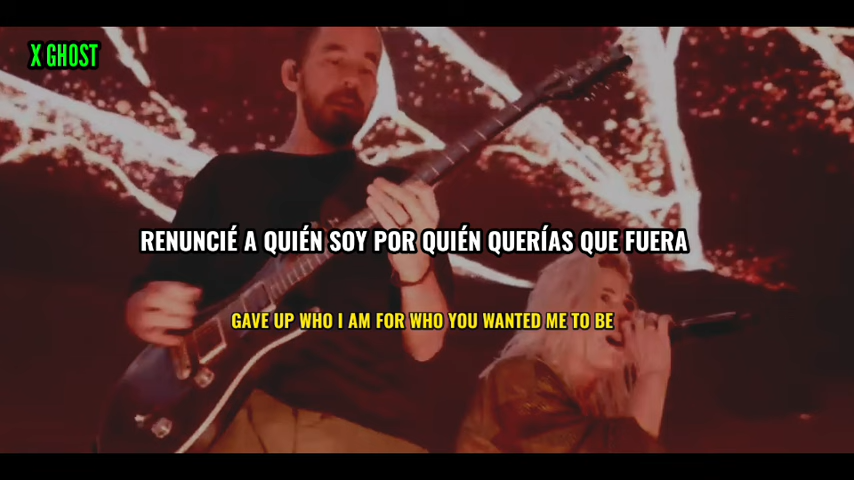 X GHOST
RENUNCIÉ A QUIÉN SOY POR QUIÉN QUERÍAS QUE FUERA
GAVE UP WHO I AM FOR WHO YOU WANTED ME TO BE